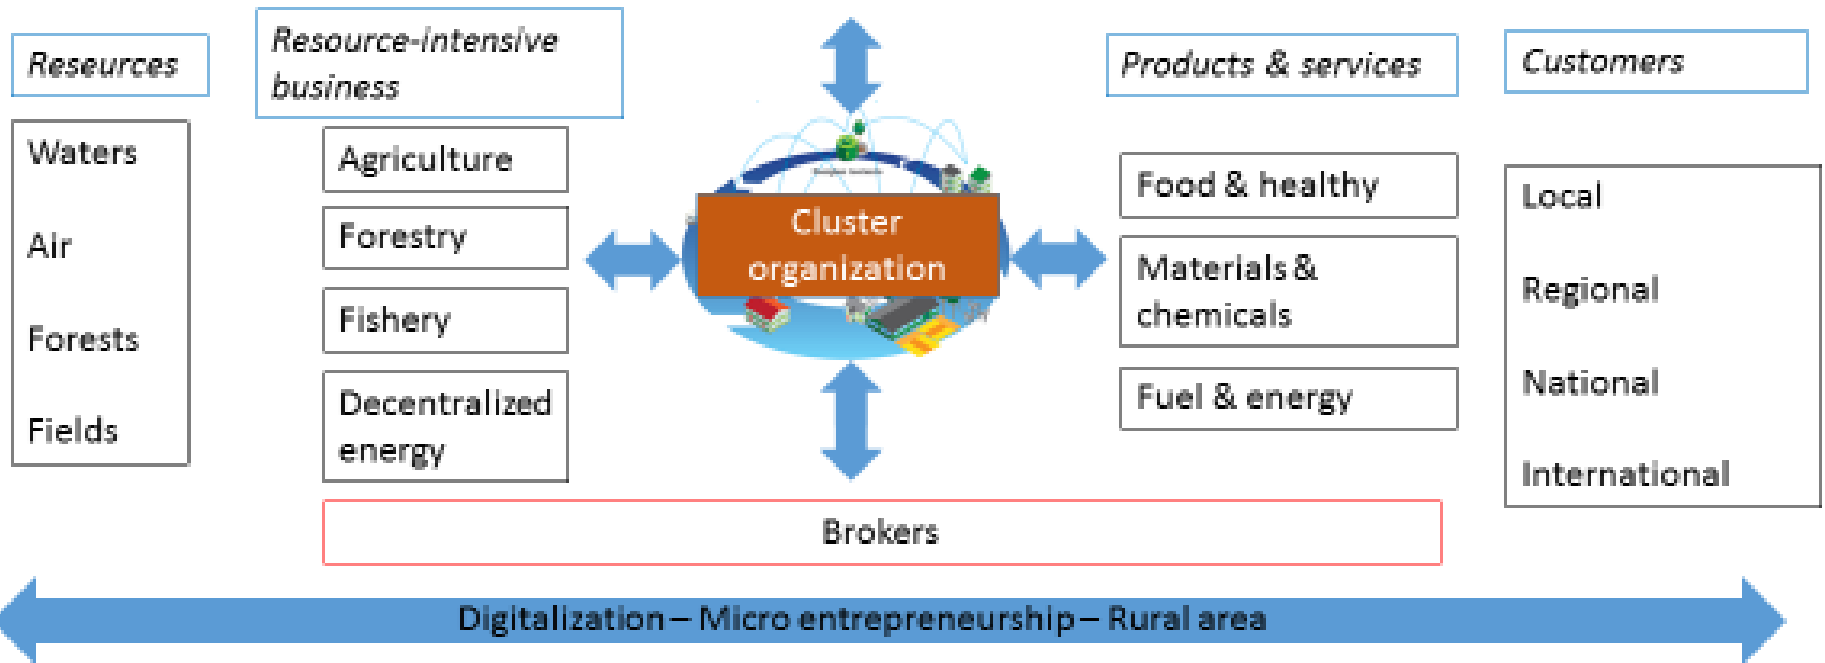 Reseurces
Resource-intensive
business
Products & services
Customers
Waters
Air
Forests
Fields
Agriculture
Forestry
Fishery
Decentralized
energy
Cluster
organization
Food & healthy
Materials &
chemicals
Fuel & energy
Local
Regional
National
International
Brokers
Digitalization – Micro entrepreneurship – Rural area